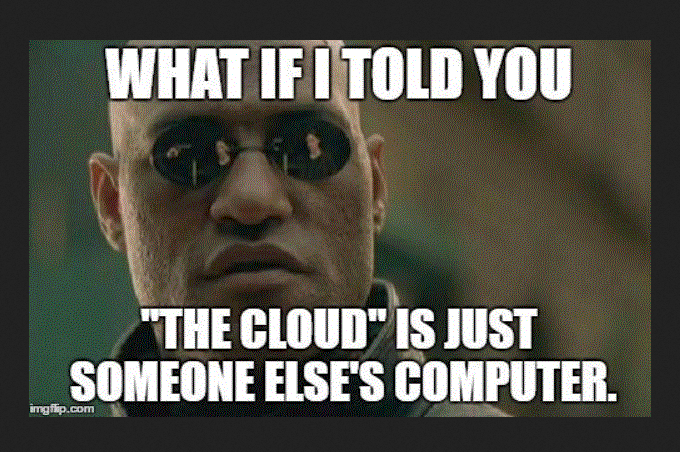 WHAT IF I TOLD YOU
"THE CLOUD" IS JUST
SOMEONE ELSE'S COMPUTER.
imgflip.com